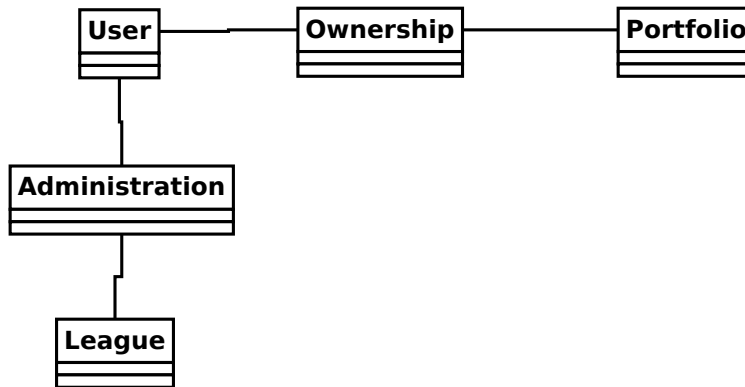 User
Ownership
Portfolio
Administration
League